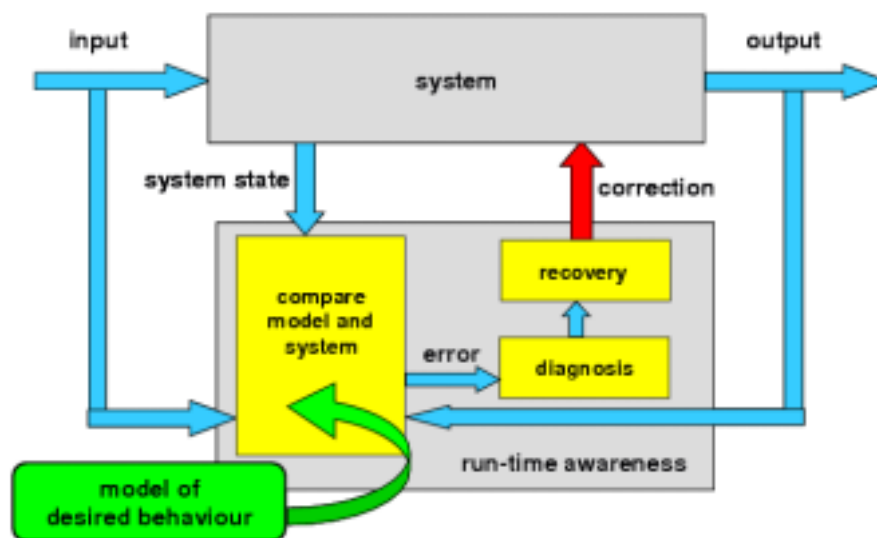 input
output
system
system state
correction
recovery
compare
model and
system
error
diagnosis
run-time awareness
model of
desired behaviour